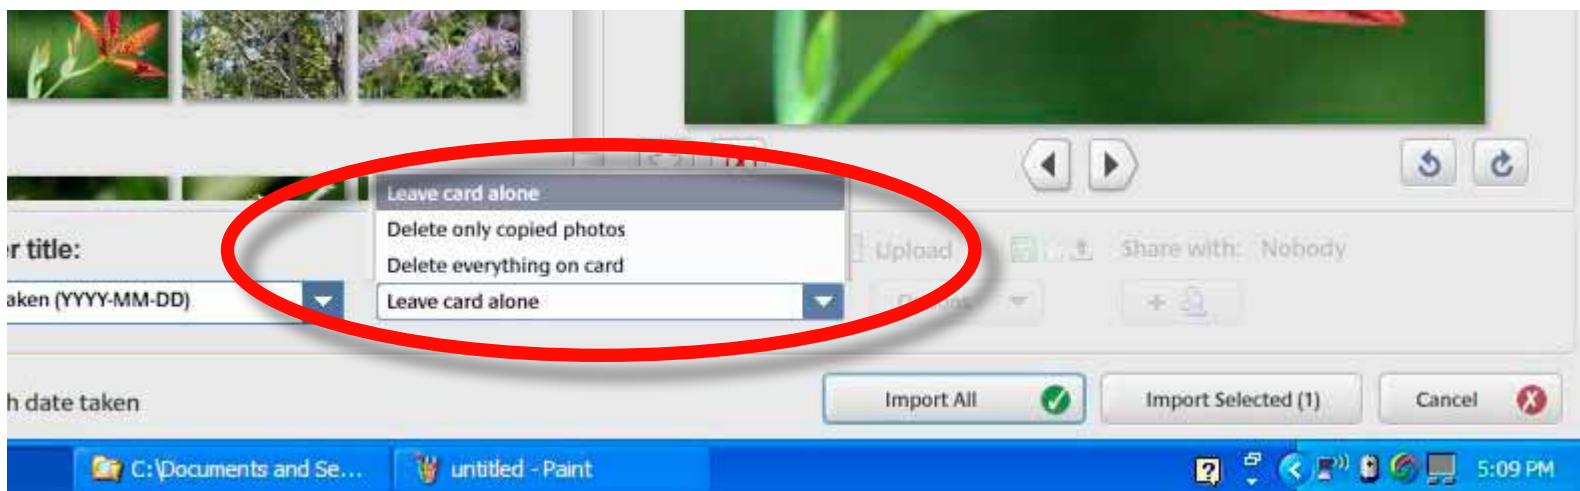 Leave card alone
Delete only copied photos
Delete everything on card
Leave card alone
r title:
aken (YYYY-MM-DD)
Upload
Share with: Nobody
Options
h date taken
Import All
Import Selected (1)
Cancel
C:\Documents and Se...
untitled - Paint
5:09 PM